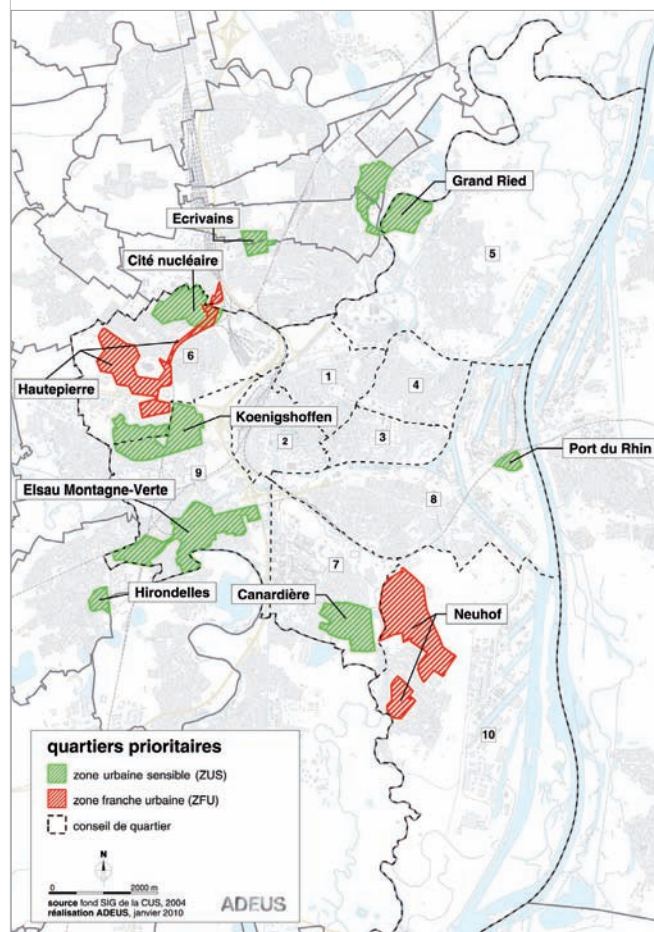 Grand Ried
Ecrivains
5
Cité nucléaire
6
1
4
Hautepierre
Koenigshoffen
2
3
Port du Rhin
9
Elsau Montagne-Verte
8
7
Hirondelles
Canardière
Neuhof
10
quartiers prioritaires
zone urbaine sensible (ZUS)
zone franche urbaine (ZFU)
conseil de quartier
N
0 2000 m
source fond SIG de la CUS, 2004
réalisation ADEUS, janvier 2010
ADEUS